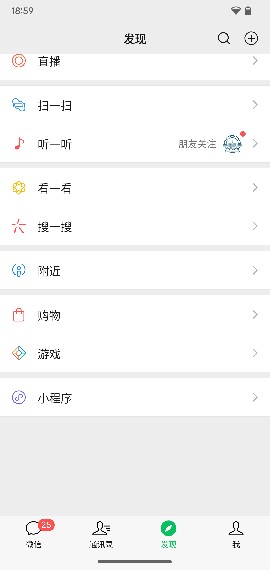 18:59
发现
直播
扫一扫
听一听 朋友关注
看一看
搜一搜
附近
购物
游戏
小程序
25
微信 通讯录 发现 我